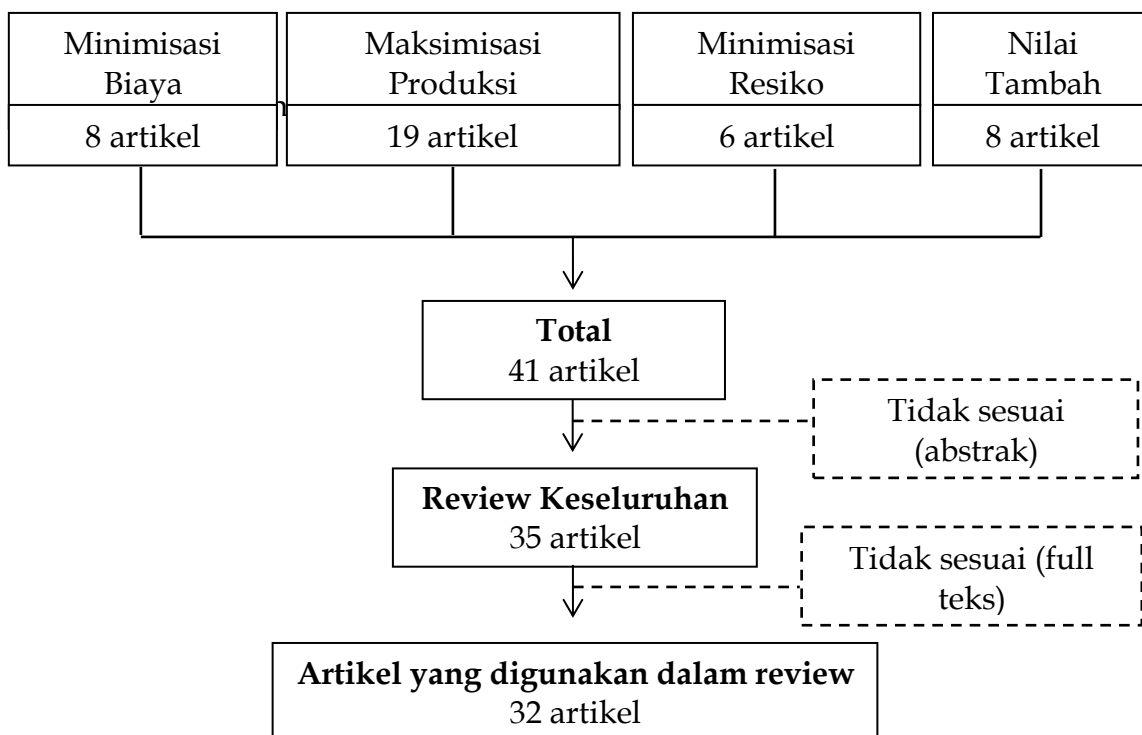 Minimisasi
Biaya
8 artikel
Maksimisasi
Produksi
19 artikel
Minimisasi
Resiko
6 artikel
Nilai
Tambah
8 artikel
Total
41 artikel
Tidak sesuai
(abstrak)
Review Keseluruhan
35 artikel
Tidak sesuai (full
teks)
Artikel yang digunakan dalam review
32 artikel